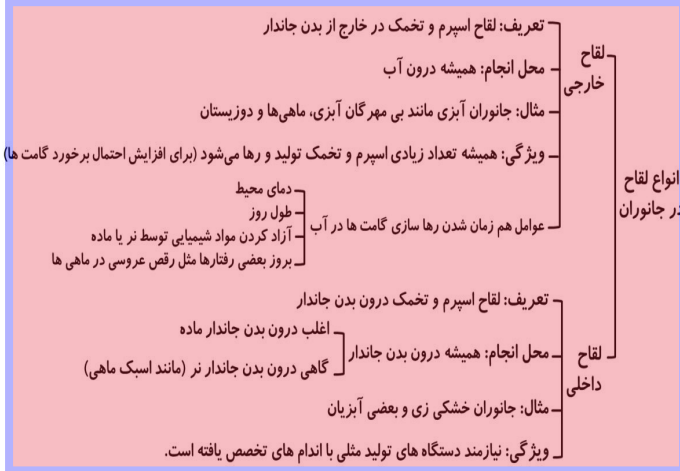 انواع لقاح
در جانوران
لقاح
خارجی
تعریف: لقاح اسپرم و تخمک در خارج از بدن جاندار
محل انجام: همیشه درون آب
مثال: جانوران آبزی مانند بی مهرگان آبزی، ماهی‌ها و دوزیستان
ویژگی: همیشه تعداد زیادی اسپرم و تخمک تولید و رها می‌شود (برای افزایش احتمال برخورد گامت ها)
عوامل هم زمان شدن رها سازی گامت ها در آب
دمای محیط
طول روز
آزاد کردن مواد شیمیایی توسط نر یا ماده
بروز بعضی رفتارها مثل رقص عروسی در ماهی ها
لقاح
داخلی
تعریف: لقاح اسپرم و تخمک درون بدن جاندار
محل انجام: همیشه درون بدن جاندار
اغلب درون بدن جاندار ماده
گاهی درون بدن جاندار نر (مانند اسبک ماهی)
مثال: جانوران خشکی زی و بعضی آبزیان
ویژگی: نیازمند دستگاه های تولید مثلی با اندام های تخصص یافته است.